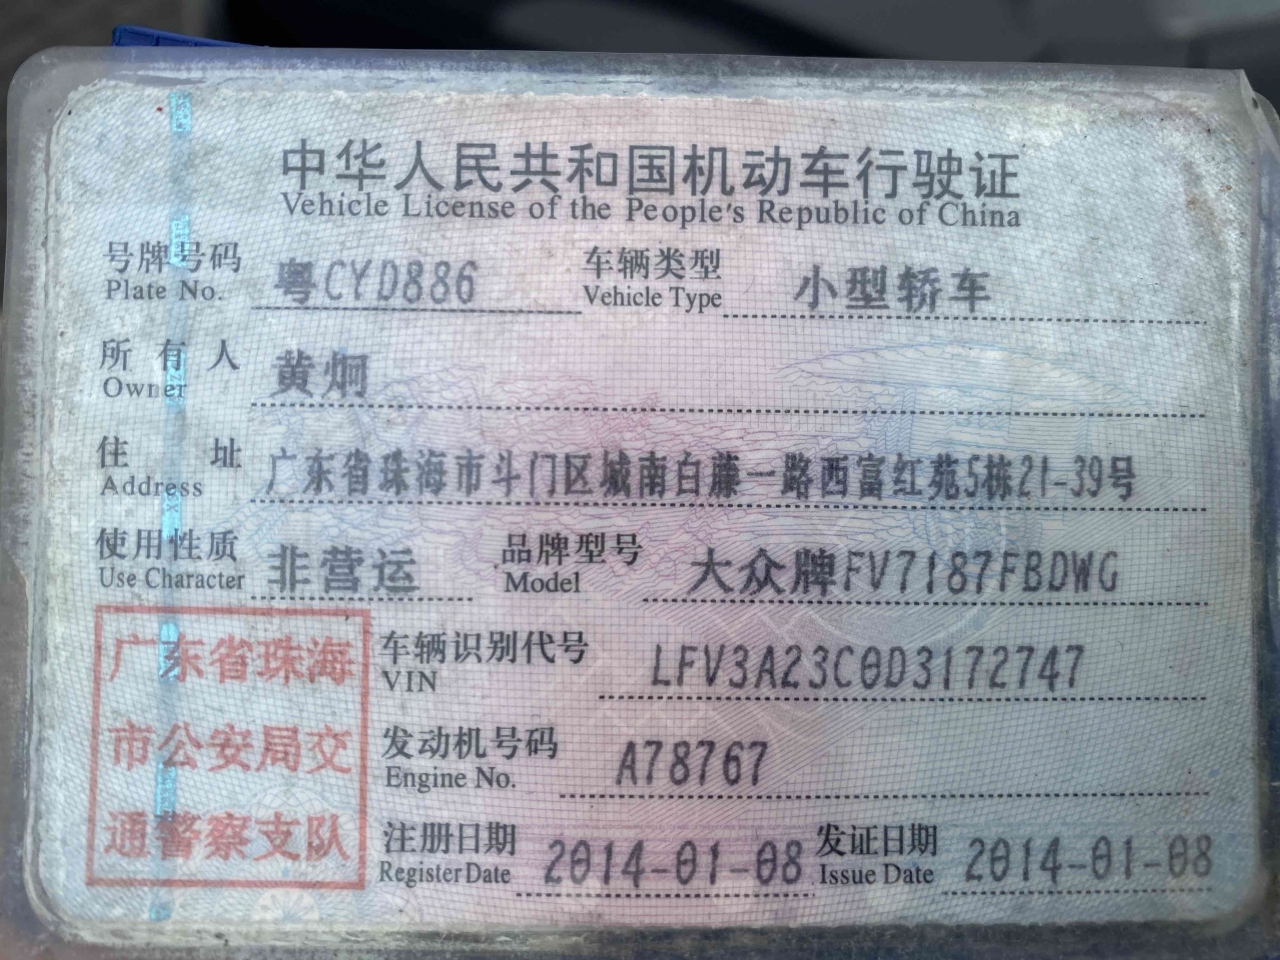 中华人民共和国机动车行驶证
Vehicle License of the People's Republic of China
号牌号码 粤CYD886 车辆类型 小型轿车
Plate No. Vehicle Type
所有人 黄炯
Owner
住址 广东省珠海市斗门区城南白藤一路西富红苑5栋21-39号
Address
使用性质 非营运 品牌型号 大众牌FV7187FBDWG
Use Character Model
广东省珠海
市公安局交
通警察支队
车辆识别代号 LFV3A23C0D3172747
VIN
发动机号码 A78767
Engine No.
注册日期 2014-01-08 发证日期 2014-01-08
Register Date Issue Date